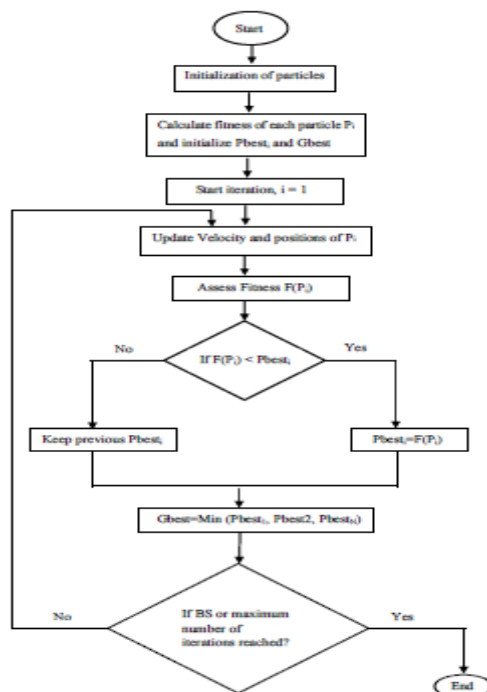 Start
Initialization of particles
Calculate fitness of each particle Pi
and initialize Pbesti and Gbest
Start iteration, i = 1
Update Velocity and positions of Pi
Assess Fitness F(Pi)
No
If F(Pi) < Pbesti
Yes
Keep previous Pbesti
Pbesti=F(Pi)
Gbest=Min (Pbest1, Pbest2, PbestN)
No
If BS or maximum
number of
iterations reached?
Yes
End